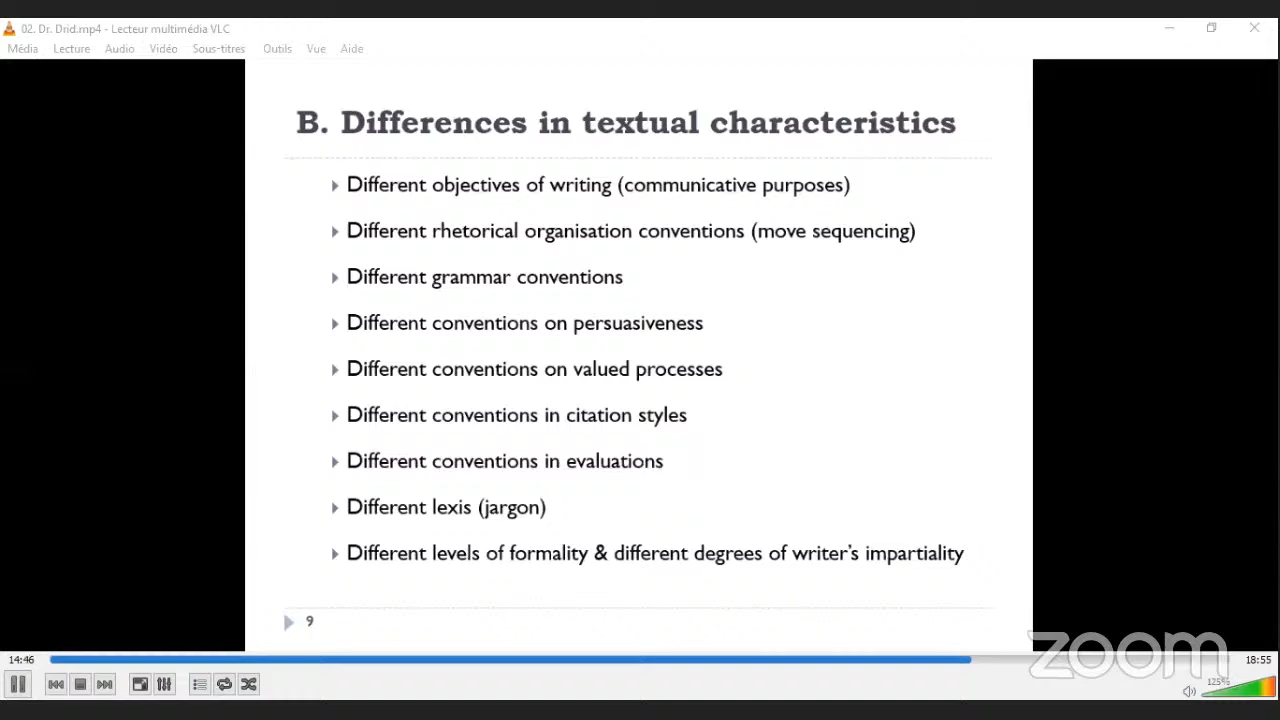 02. Dr. Drid.mp4 - Lecteur multimédia VLC
Média Lecture Audio Vidéo Sous-titres Outils Vue Aide
B. Differences in textual characteristics
Different objectives of writing (communicative purposes)
Different rhetorical organisation conventions (move sequencing)
Different grammar conventions
Different conventions on persuasiveness
Different conventions on valued processes
Different conventions in citation styles
Different conventions in evaluations
Different lexis (jargon)
Different levels of formality & different degrees of writer's impartiality
9
zoom
14:46 18:55
125%